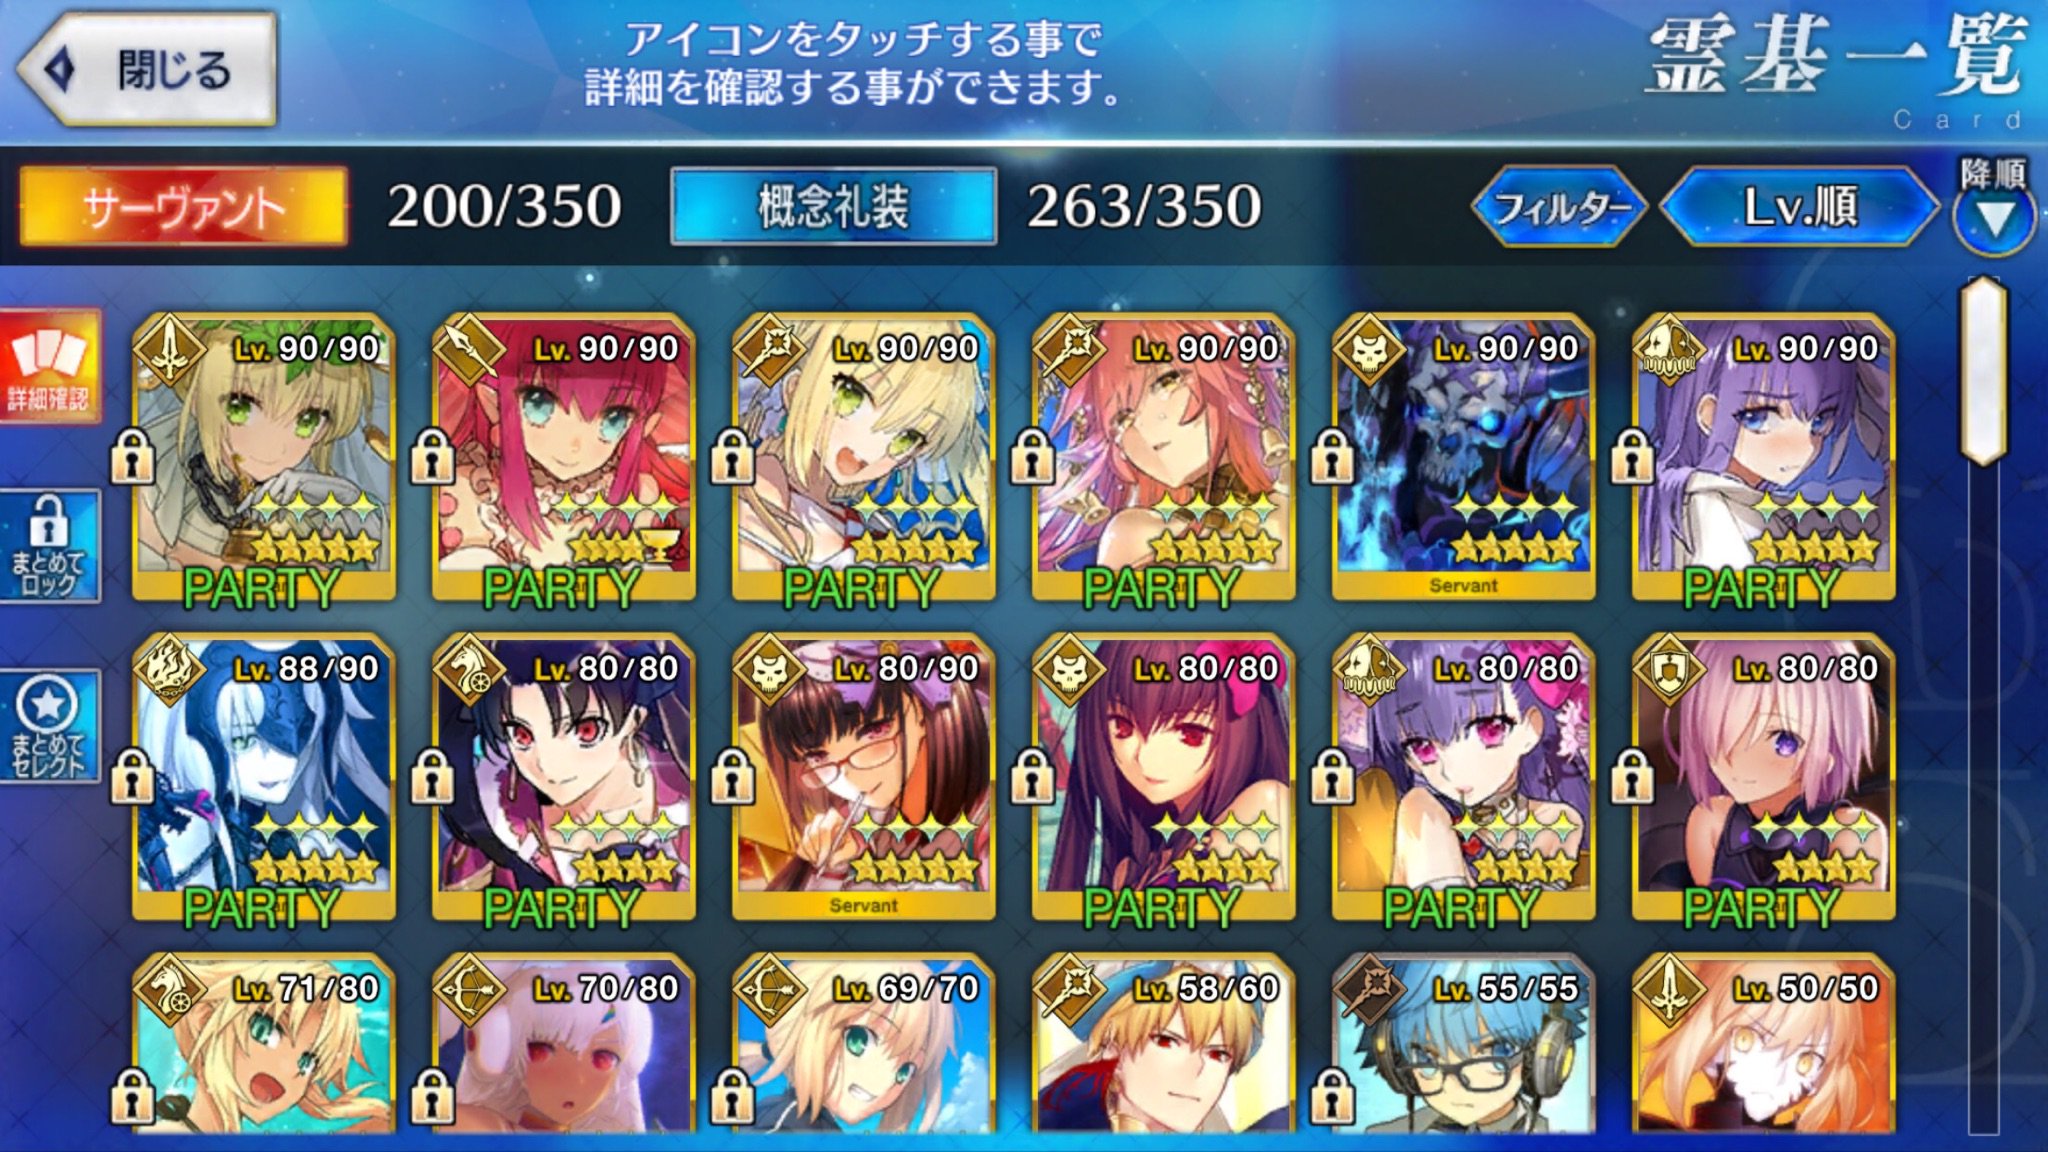 閉じる
アイコンをタッチする事で
詳細を確認する事ができます。
霊基一覧
Card
サーヴァント
200/350
概念礼装
263/350
フィルター
Lv.順
降順
詳細確認
まとめて
ロック
まとめて
セレクト
Lv. 90/90
Lv. 90/90
Lv. 90/90
Lv. 90/90
Lv. 90/90
Lv. 90/90
PARTY
PARTY
PARTY
PARTY
Servant
PARTY
Lv. 88/90
Lv. 80/80
Lv. 80/90
Lv. 80/80
Lv. 80/80
Lv. 80/80
PARTY
PARTY
Servant
PARTY
PARTY
PARTY
Lv. 71/80
Lv. 70/80
Lv. 69/70
Lv. 58/60
Lv. 55/55
Lv. 50/50